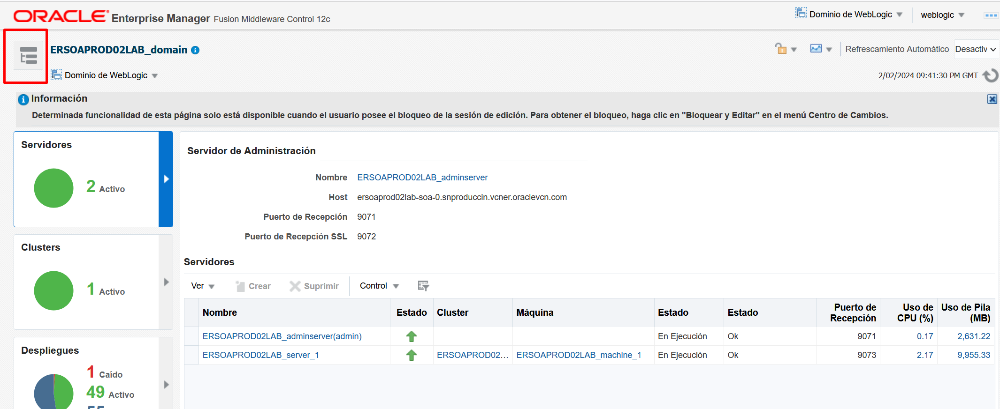 ORACLE Enterprise Manager Fusion Middleware Control 12c
Dominio de WebLogic
weblogic
ERSOAPROD02LAB_domain
Dominio de WebLogic
Refrescamiento Automático
Desactiv
2/02/2024 09:41:30 PM GMT
Información
Determinada funcionalidad de esta página solo está disponible cuando el usuario posee el bloqueo de la sesión de edición. Para obtener el bloqueo, haga clic en "Bloquear y Editar" en el menú Centro de Cambios.
Servidores
2 Activo
Clusters
1 Activo
Despliegues
1 Caído
49 Activo
Servidor de Administración
Nombre ERSOAPROD02LAB_adminserver
Host ersoaprod02lab-soa-0.snproduccin.vcner.oraclevcn.com
Puerto de Recepción 9071
Puerto de Recepción SSL 9072
Servidores
Ver Crear Suprimir Control
Nombre Estado Cluster Máquina Estado Estado Puerto de Recepción Uso de CPU (%) Uso de Pila (MB)
ERSOAPROD02LAB_adminserver(admin) En Ejecución Ok 9071 0.17 2,631.22
ERSOAPROD02LAB_server_1 ERSOAPROD02... ERSOAPROD02LAB_machine_1 En Ejecución Ok 9073 2.17 9,955.33